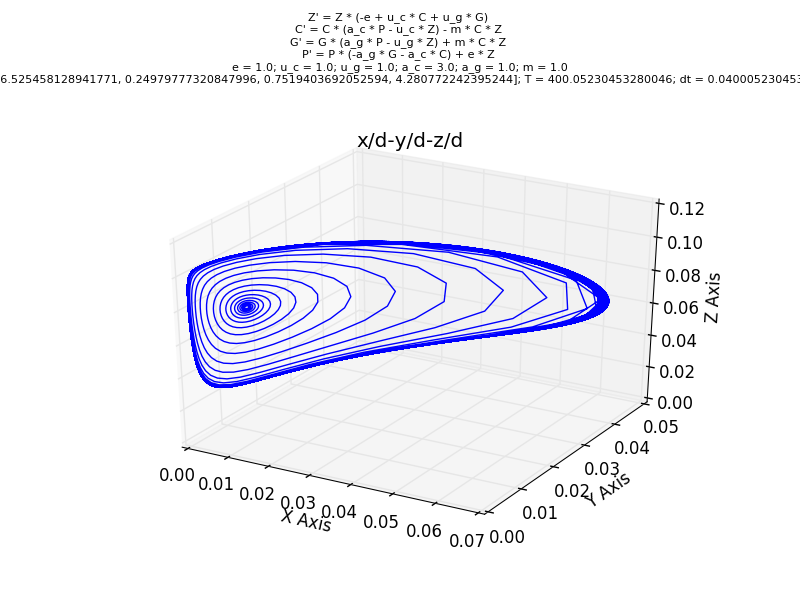 Z' = Z * (-e + u_c * C + u_g * G)
C' = C * (a_c * P - u_c * Z) - m * C * Z
G' = G * (a_g * P - u_g * Z) + m * C * Z
P' = P * (-a_g * G - a_c * C) + e * Z
e = 1.0; u_c = 1.0; u_g = 1.0; a_c = 3.0; a_g = 1.0; m = 1.0
6.525458128941771, 0.24979777320847996, 0.7519403692052594, 4.280772242395244]; T = 400.05230453280046; dt = 0.040005230453
x/d-y/d-z/d
0.12
0.10
0.08
0.06
0.04
0.02
0.00
Z Axis
0.05
0.04
0.03
0.02
0.01
0.00
Y Axis
0.00
0.01
0.02
0.03
0.04
0.05
0.06
0.07
X Axis